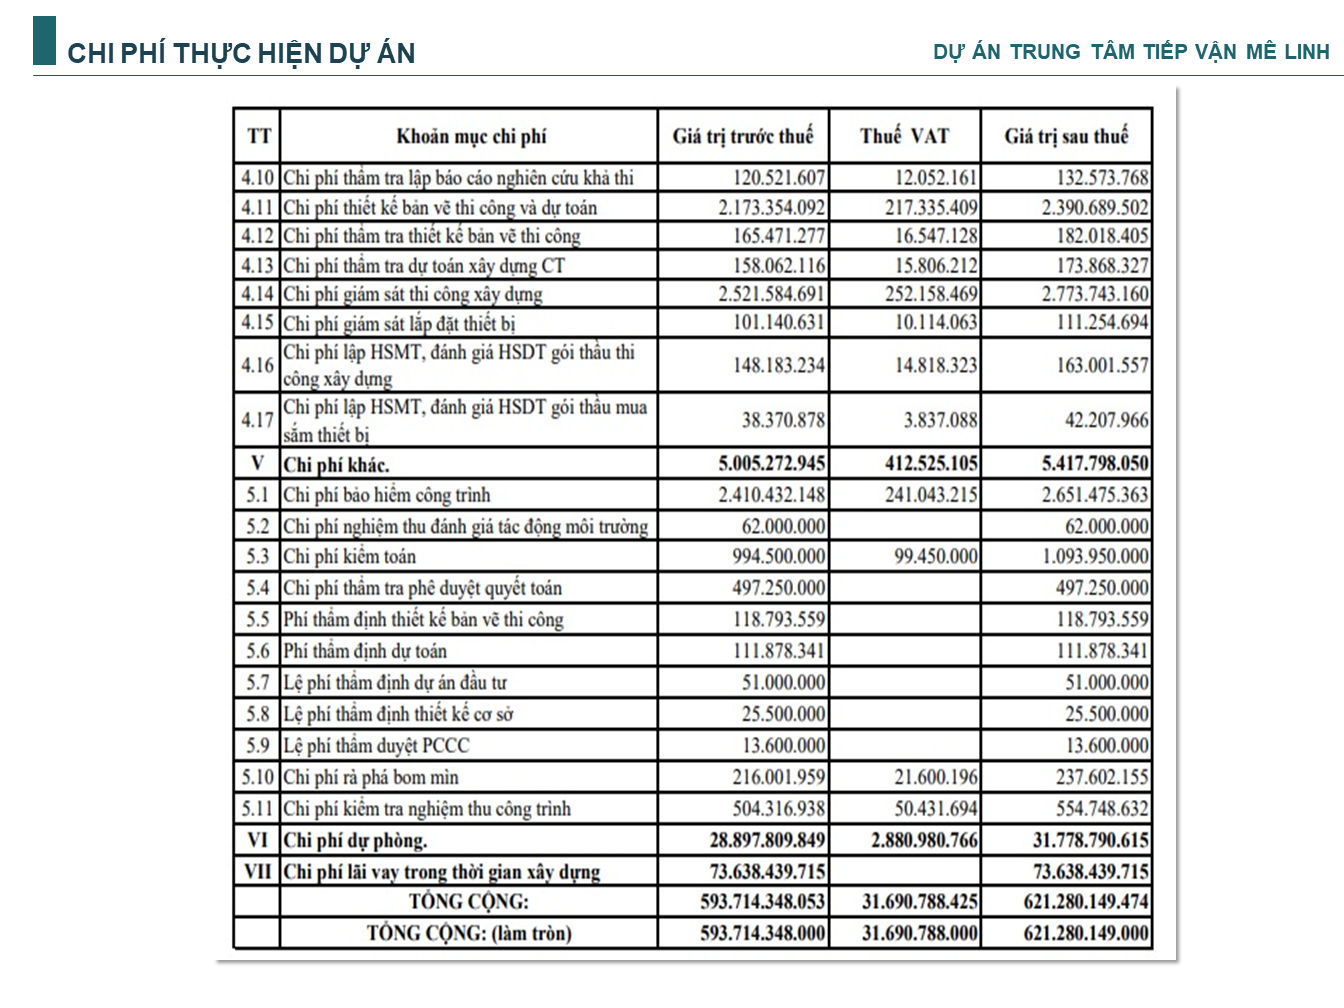 CHI PHÍ THỰC HIỆN DỰ ÁN
DỰ ÁN TRUNG TÂM TIẾP VẬN MÊ LINH
TT Khoản mục chi phí Giá trị trước thuế Thuế VAT Giá trị sau thuế
4.10 Chi phí thẩm tra lập báo cáo nghiên cứu khả thi 120.521.607 12.052.161 132.573.768
4.11 Chi phí thiết kế bản vẽ thi công và dự toán 2.173.354.092 217.335.409 2.390.689.502
4.12 Chi phí thẩm tra thiết kế bản vẽ thi công 165.471.277 16.547.128 182.018.405
4.13 Chi phí thẩm tra dự toán xây dựng CT 158.062.116 15.806.212 173.868.327
4.14 Chi phí giám sát thi công xây dựng 2.521.584.691 252.158.469 2.773.743.160
4.15 Chi phí giám sát lắp đặt thiết bị 101.140.631 10.114.063 111.254.694
4.16 Chi phí lập HSMT, đánh giá HSDT gói thầu thi
công xây dựng 148.183.234 14.818.323 163.001.557
4.17 Chi phí lập HSMT, đánh giá HSDT gói thầu mua
sắm thiết bị 38.370.878 3.837.088 42.207.966
V Chi phí khác. 5.005.272.945 412.525.105 5.417.798.050
5.1 Chi phí bảo hiểm công trình 2.410.432.148 241.043.215 2.651.475.363
5.2 Chi phí nghiệm thu đánh giá tác động môi trường 62.000.000 62.000.000
5.3 Chi phí kiểm toán 994.500.000 99.450.000 1.093.950.000
5.4 Chi phí thẩm tra phê duyệt quyết toán 497.250.000 497.250.000
5.5 Phí thẩm định thiết kế bản vẽ thi công 118.793.559 118.793.559
5.6 Phí thẩm định dự toán 111.878.341 111.878.341
5.7 Lệ phí thẩm định dự án đầu tư 51.000.000 51.000.000
5.8 Lệ phí thẩm định thiết kế cơ sở 25.500.000 25.500.000
5.9 Lệ phí thẩm duyệt PCCC 13.600.000 13.600.000
5.10 Chi phí rà phá bom mìn 216.001.959 21.600.196 237.602.155
5.11 Chi phí kiểm tra nghiệm thu công trình 504.316.938 50.431.694 554.748.632
VI Chi phí dự phòng. 28.897.809.849 2.880.980.766 31.778.790.615
VII Chi phí lãi vay trong thời gian xây dựng 73.638.439.715 73.638.439.715
TỔNG CỘNG: 593.714.348.053 31.690.788.425 621.280.149.474
TỔNG CỘNG: (làm tròn) 593.714.348.000 31.690.788.000 621.280.149.000